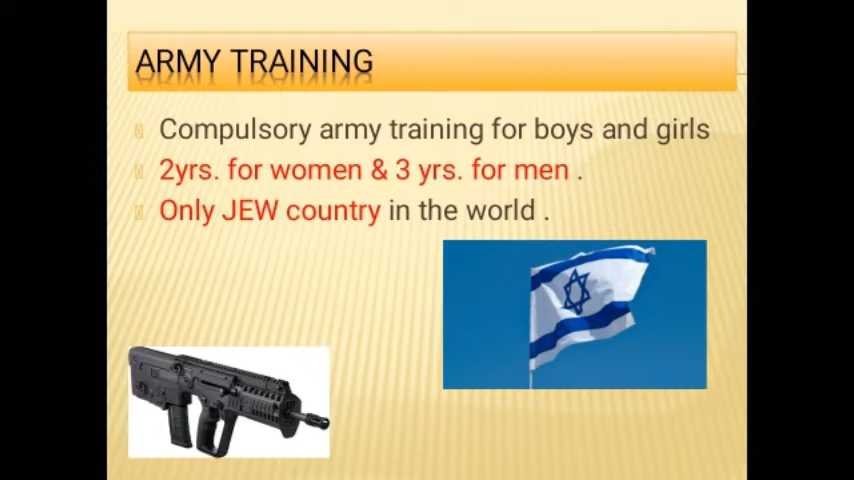 ARMY TRAINING
Compulsory army training for boys and girls
2yrs. for women & 3 yrs. for men .
Only JEW country in the world .